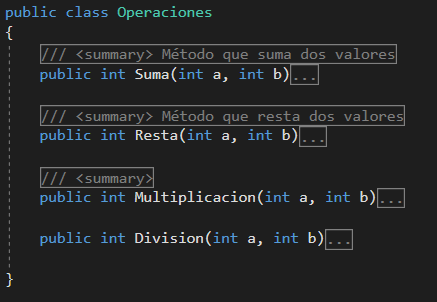 public class Operaciones
{
/// <summary> Método que suma dos valores
public int Suma(int a, int b)...
/// <summary> Método que resta dos valores
public int Resta(int a, int b)...
/// <summary>
public int Multiplicacion(int a, int b)...
public int Division(int a, int b)...
}